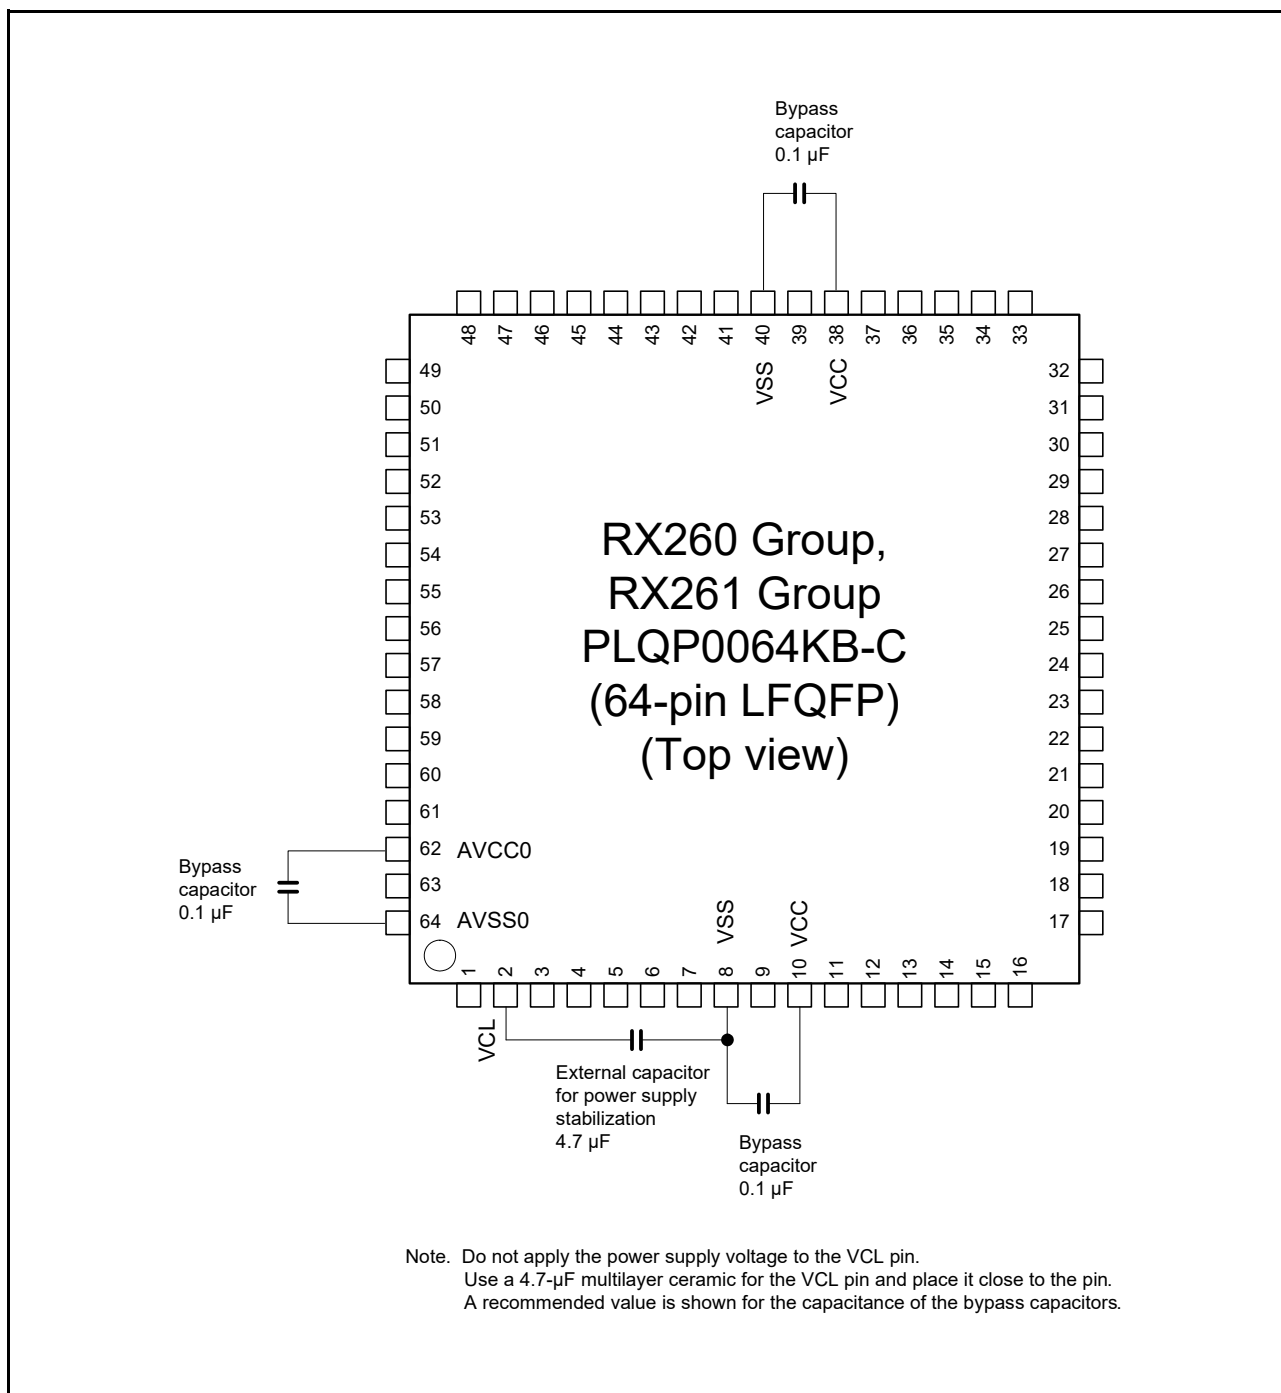 Bypass
capacitor
0.1 µF
48 47 46 45 44 43 42 41 40 39 38 37 36 35 34 33
VSS VCC
49
50
51
52
53
54
55
56
57
58
59
60
61
62 AVCC0
63
64 AVSS0
32
31
30
29
28
27
26
25
24
23
22
21
20
19
18
17
RX260 Group,
RX261 Group
PLQP0064KB-C
(64-pin LFQFP)
(Top view)
Bypass
capacitor
0.1 µF
VSS VCC
1 2 3 4 5 6 7 8 9 10 11 12 13 14 15 16
VCL
External capacitor
for power supply
stabilization
4.7 µF
Bypass
capacitor
0.1 µF
Note. Do not apply the power supply voltage to the VCL pin.
Use a 4.7-µF multilayer ceramic for the VCL pin and place it close to the pin.
A recommended value is shown for the capacitance of the bypass capacitors.